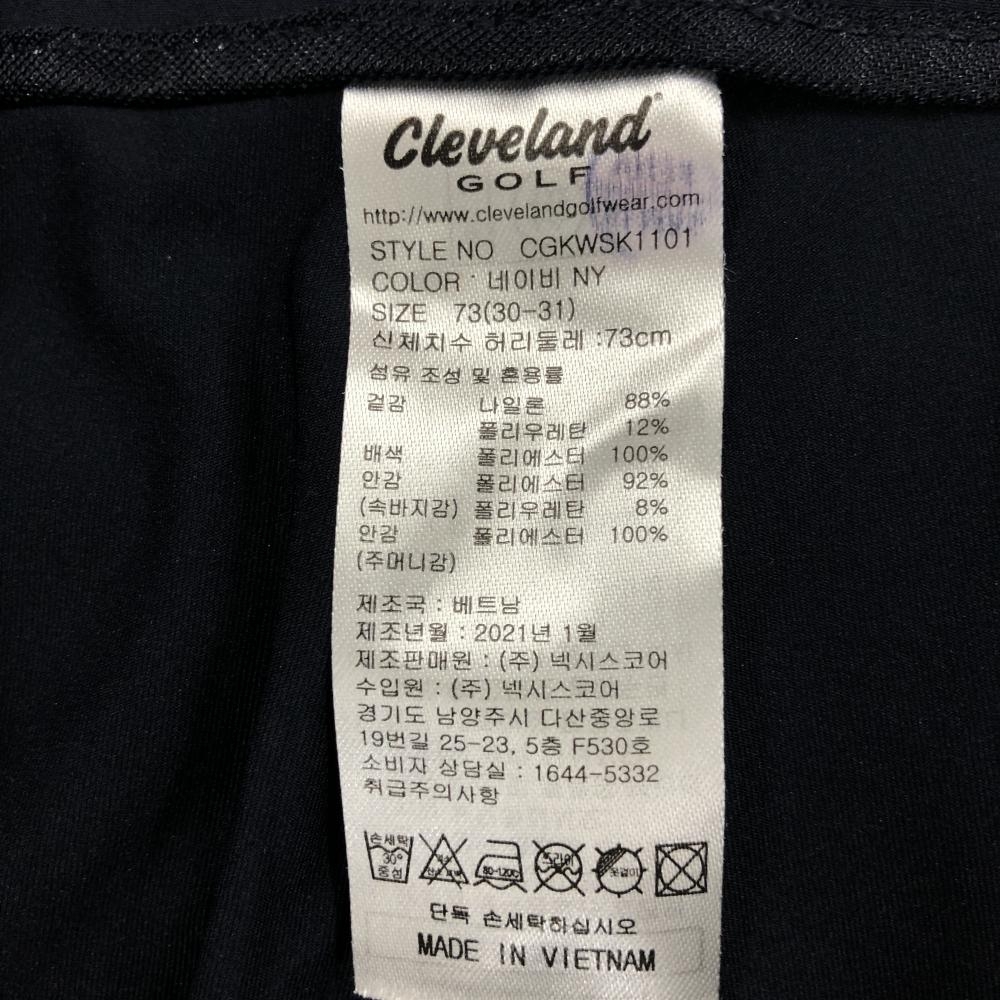 Cleveland
GOLF
http://www.clevelandgolfwear.com
STYLE NO CGKWSK1101
COLOR : 네이비 NY
SIZE 73(30-31)
신체치수 허리둘레 :73cm
섬유 조성 및 혼용률
겉감 나일론 88%
폴리우레탄 12%
배색 폴리에스터 100%
안감 폴리에스터 92%
(속바지감) 폴리우레탄 8%
안감 폴리에스터 100%
(주머니감)
제조국 : 베트남
제조년월 : 2021년 1월
제조판매원 : (주) 넥시스코어
수입원 : (주) 넥시스코어
경기도 남양주시 다산중앙로
19번길 25-23, 5층 F530호
소비자 상담실 : 1644-5332
취급주의사항
손세탁 30° 중성 80-120C 드라이 옷걸이
단독 손세탁하십시오
MADE IN VIETNAM